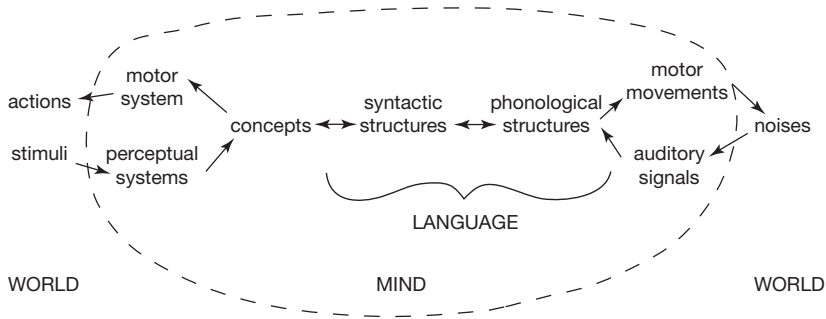 actions
motor
system
stimuli
perceptual
systems
concepts
syntactic
structures
phonological
structures
motor
movements
auditory
signals
noises
LANGUAGE
WORLD
MIND
WORLD